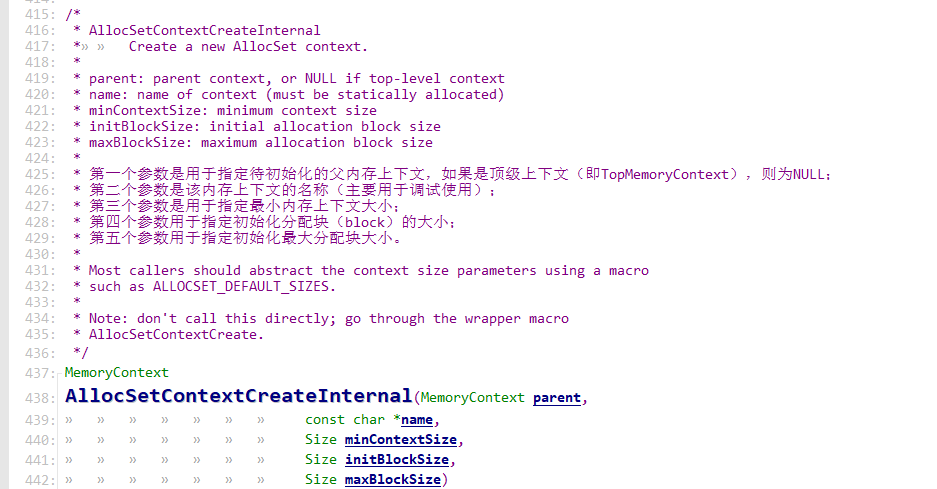 415: /*
416:  * AllocSetContextCreateInternal
417:  *» »   Create a new AllocSet context.
418:  *
419:  * parent: parent context, or NULL if top-level context
420:  * name: name of context (must be statically allocated)
421:  * minContextSize: minimum context size
422:  * initBlockSize: initial allocation block size
423:  * maxBlockSize: maximum allocation block size
424:  *
425:  * 第一个参数是用于指定待初始化的父内存上下文，如果是顶级上下文（即TopMemoryContext），则为NULL；
426:  * 第二个参数是该内存上下文的名称（主要用于调试使用）；
427:  * 第三个参数是用于指定最小内存上下文大小；
428:  * 第四个参数用于指定初始化分配块（block）的大小；
429:  * 第五个参数用于指定初始化最大分配块大小。
430:  *
431:  * Most callers should abstract the context size parameters using a macro
432:  * such as ALLOCSET_DEFAULT_SIZES.
433:  *
434:  * Note: don't call this directly; go through the wrapper macro
435:  * AllocSetContextCreate.
436:  */
437: MemoryContext
438: AllocSetContextCreateInternal(MemoryContext parent,
439: » » » » » » » const char *name,
440: » » » » » » » Size minContextSize,
441: » » » » » » » Size initBlockSize,
442: » » » » » » » Size maxBlockSize)